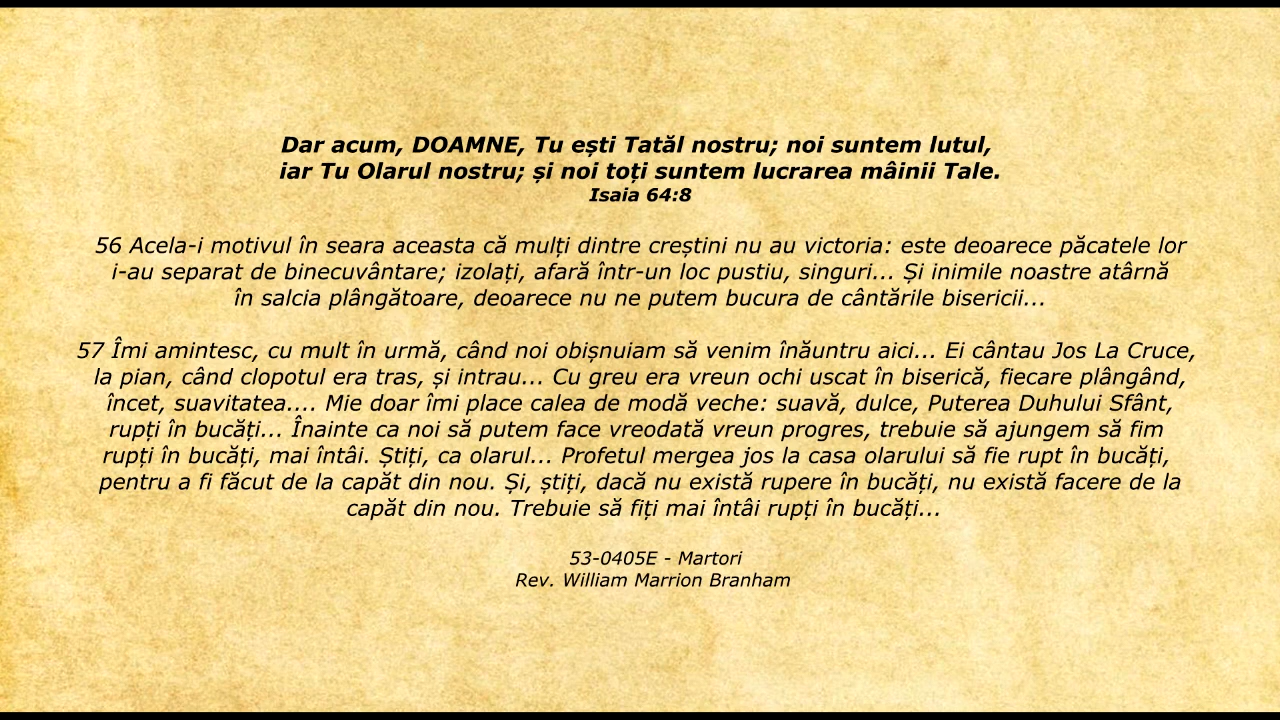 Dar acum, DOAMNE, Tu ești Tatăl nostru; noi suntem lutul,
iar Tu Olarul nostru; și noi toți suntem lucrarea mâinii Tale.
Isaia 64:8
56 Acela-i motivul în seara aceasta că mulți dintre creștini nu au victoria: este deoarece păcatele lor
i-au separat de binecuvântare; izolați, afară într-un loc pustiu, singuri... Și inimile noastre atârnă
în salcia plângătoare, deoarece nu ne putem bucura de cântările bisericii...
57 Îmi amintesc, cu mult în urmă, când noi obișnuiam să venim înăuntru aici... Ei cântau Jos La Cruce,
la pian, când clopotul era tras, și intrau... Cu greu era vreun ochi uscat în biserică, fiecare plângând,
încet, suavitatea.... Mie doar îmi place calea de modă veche: suavă, dulce, Puterea Duhului Sfânt,
rupți în bucăți... Înainte ca noi să putem face vreodată vreun progres, trebuie să ajungem să fim
rupți în bucăți, mai întâi. Știți, ca olarul... Profetul mergea jos la casa olarului să fie rupt în bucăți,
pentru a fi făcut de la capăt din nou. Și, știți, dacă nu există rupere în bucăți, nu există facere de la
capăt din nou. Trebuie să fiți mai întâi rupți în bucăți...
53-0405E - Martori
Rev. William Marrion Branham